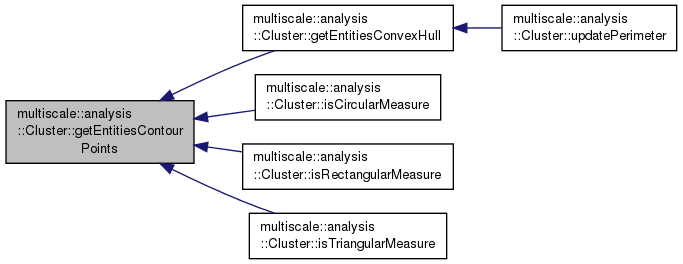 multiscale::analysis
::Cluster::getEntitiesConvexHull
multiscale::analysis
::Cluster::updatePerimeter
multiscale::analysis
::Cluster::isCircularMeasure
multiscale::analysis
::Cluster::getEntitiesContour
Points
multiscale::analysis
::Cluster::isRectangularMeasure
multiscale::analysis
::Cluster::isTriangularMeasure